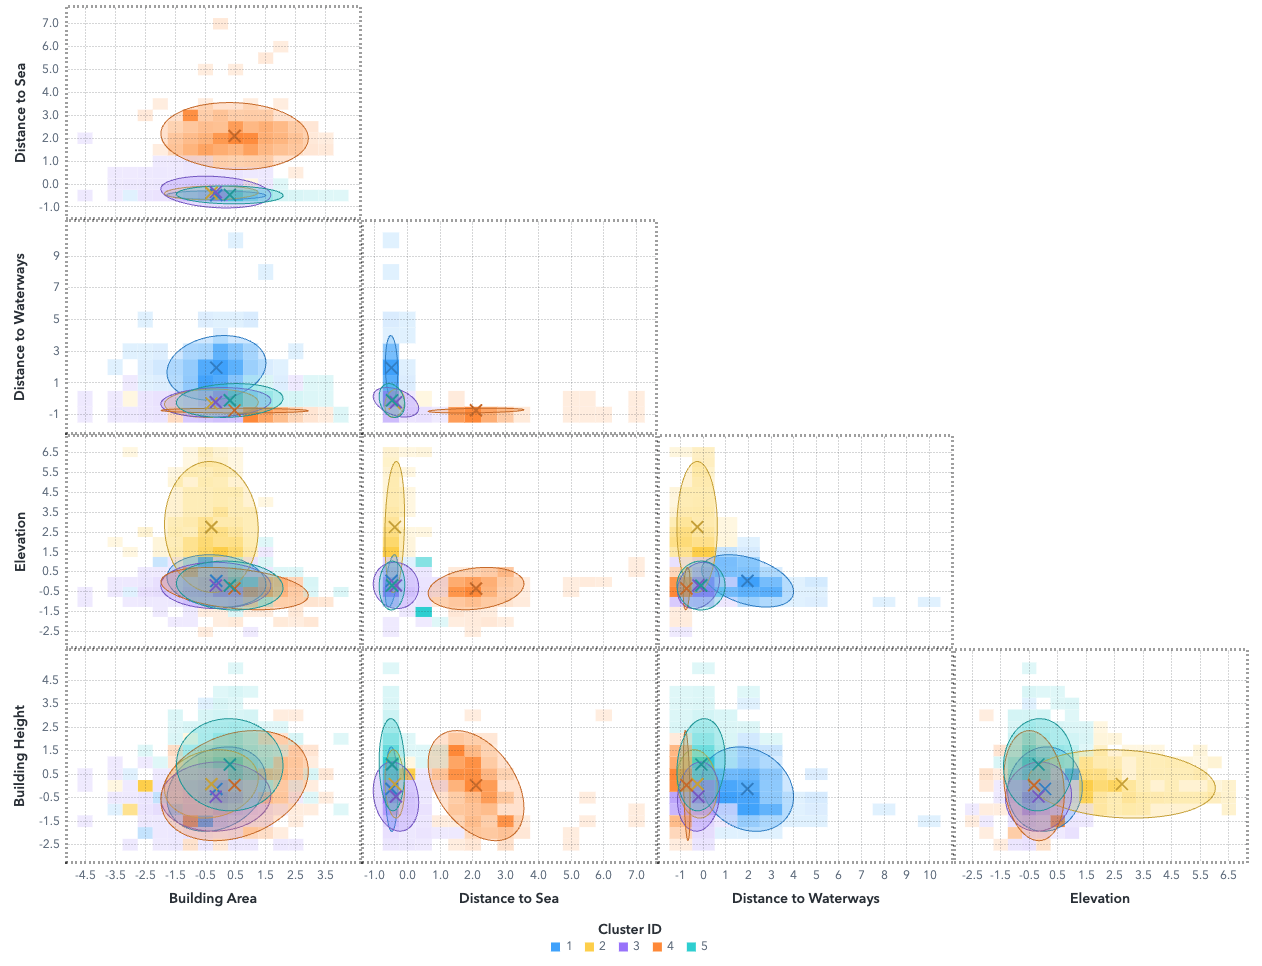 Distance to Sea
7.0
6.0
5.0
4.0
3.0
2.0
1.0
0.0
-1.0
Distance to Waterways
9
7
5
3
1
-1
Elevation
6.5
5.5
4.5
3.5
2.5
1.5
0.5
-0.5
-1.5
-2.5
Building Height
4.5
3.5
2.5
1.5
0.5
-0.5
-1.5
-2.5
-4.5 -3.5 -2.5 -1.5 -0.5 0.5 1.5 2.5 3.5
-1.0 0.0 1.0 2.0 3.0 4.0 5.0 6.0 7.0
-1 0 1 2 3 4 5 6 7 8 9 10
-2.5 -1.5 -0.5 0.5 1.5 2.5 3.5 4.5 5.5 6.5
Building Area
Distance to Sea
Distance to Waterways
Elevation
Cluster ID
1 2 3 4 5